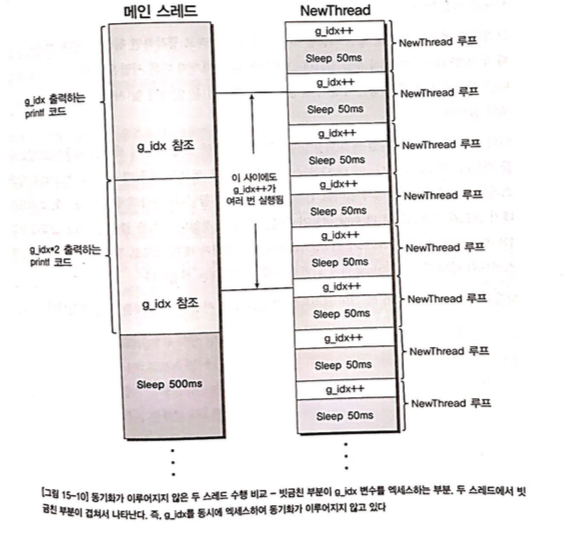 메인 스레드
g_idx 출력하는
printf 코드
g_idx 참조
g_idx*2 출력하는
printf 코드
g_idx 참조
Sleep 500ms
이 사이에도
g_idx++가
여러 번 실행됨
NewThread
g_idx++
Sleep 50ms
NewThread 루프
g_idx++
Sleep 50ms
NewThread 루프
g_idx++
Sleep 50ms
NewThread 루프
g_idx++
Sleep 50ms
NewThread 루프
g_idx++
Sleep 50ms
NewThread 루프
g_idx++
Sleep 50ms
NewThread 루프
g_idx++
Sleep 50ms
NewThread 루프
g_idx++
Sleep 50ms
NewThread 루프
[그림 15-10] 동기화가 이루어지지 않은 두 스레드 수행 비교 – 빗금친 부분이 g_idx 변수를 엑세스하는 부분. 두 스레드에서 빗
금친 부분이 겹쳐서 나타난다. 즉, g_idx를 동시에 엑세스하여 동기화가 이루어지지 않고 있다